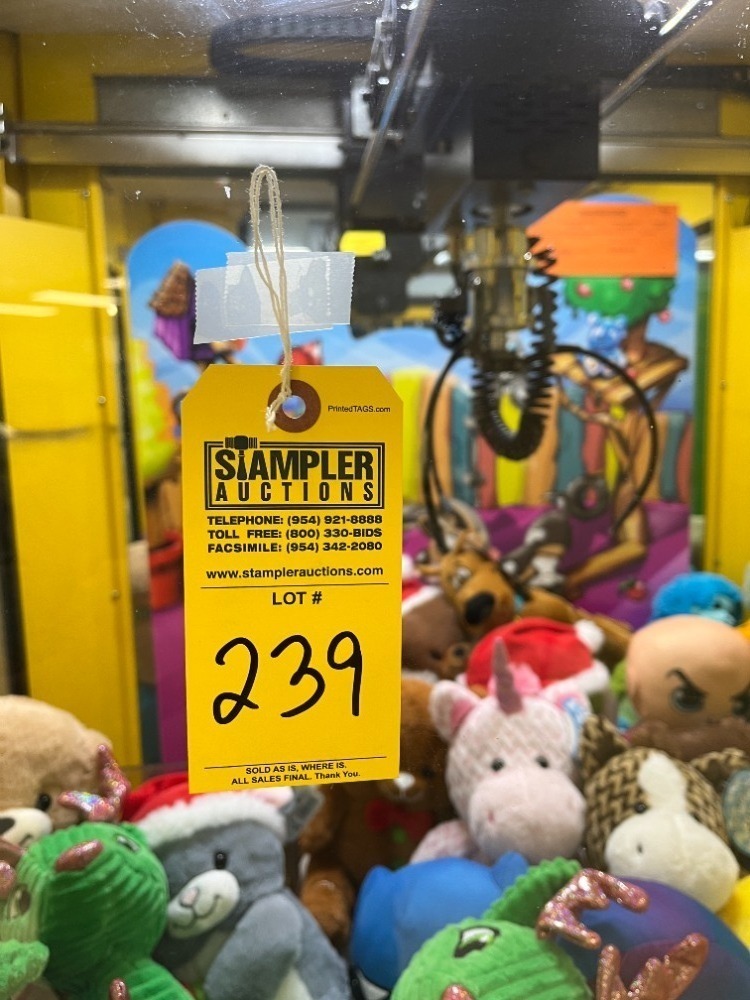 PrintedTAGS.com
STAMPLER
AUCTIONS
TELEPHONE: (954) 921-8888
TOLL FREE: (800) 330-BIDS
FACSIMILE: (954) 342-2080
www.stamplerauctions.com
LOT #
239
SOLD AS IS, WHERE IS.
ALL SALES FINAL. Thank You.